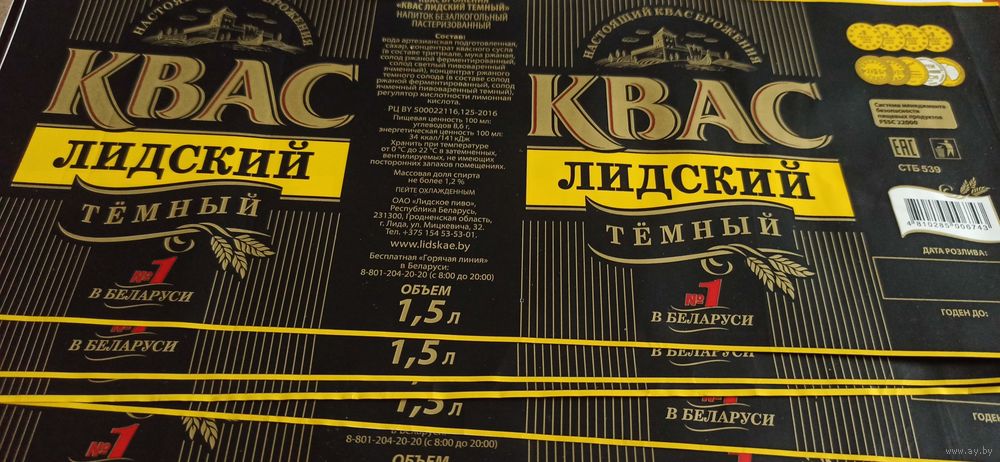 НАСТОЯЩИЙ КВАС БРОЖЕНИЯ
КВАС
ЛИДСКИЙ
ТЁМНЫЙ
№1
В БЕЛАРУСИ
КВАС БРОЖЕНИЯ
«КВАС ЛИДСКИЙ ТЕМНЫЙ»
НАПИТОК БЕЗАЛКОГОЛЬНЫЙ
ПАСТЕРИЗОВАННЫЙ
Состав:
вода артезианская подготовленная,
сахар, концентрат квасного сусла
(в составе тритикале, мука ржаная,
солод ржаной ферментированный,
солод светлый пивоваренный
ячменный), концентрат ржаного
темного солода (в составе солод
ржаной ферментированный, солод
ячменный пивоваренный темный),
регулятор кислотности лимонная
кислота.
РЦ BY 500022116,125-2016
Пищевая ценность 100 мл:
углеводов 8,6 г.
Энергетическая ценность 100 мл:
34 ккал/141кДж
Хранить при температуре
от 0 °С до 22 °С в затемненных,
вентилируемых, не имеющих
посторонних запахов помещениях.
Массовая доля спирта
не более 1,2 %
ПЕЙТЕ ОХЛАЖДЕННЫМ
ОАО «Лидское пиво»,
Республика Беларусь,
231300, Гродненская область,
г. Лида, ул. Мицкевича, 32.
Тел. +375 154 53-53-01.
www.lidskae.by
Бесплатная «Горячая линия»
в Беларуси:
8-801-204-20-20 (с 8:00 до 20:00)
ОБЪЕМ
1,5 л
НАСТОЯЩИЙ КВАС БРОЖЕНИЯ
КВАС
ЛИДСКИЙ
ТЁМНЫЙ
№1
В БЕЛАРУСИ
Система менеджмента
безопасности
пищевых продуктов
FSSC 22000
EAC
СТБ 539
4 810285 006743
ДАТА РОЗЛИВА:
ГОДЕН ДО:
В БЕЛАРУСИ
1,5 л
В БЕЛАРУСИ
1,5 л
№1
В БЕЛАРУСИ
ГОДЕН
№1
В БЕЛАРУСИ
в Беларуси:
8-801-204-20-20 (с 8:00 до 20:00)
ОБЪЕМ
www.ay.by